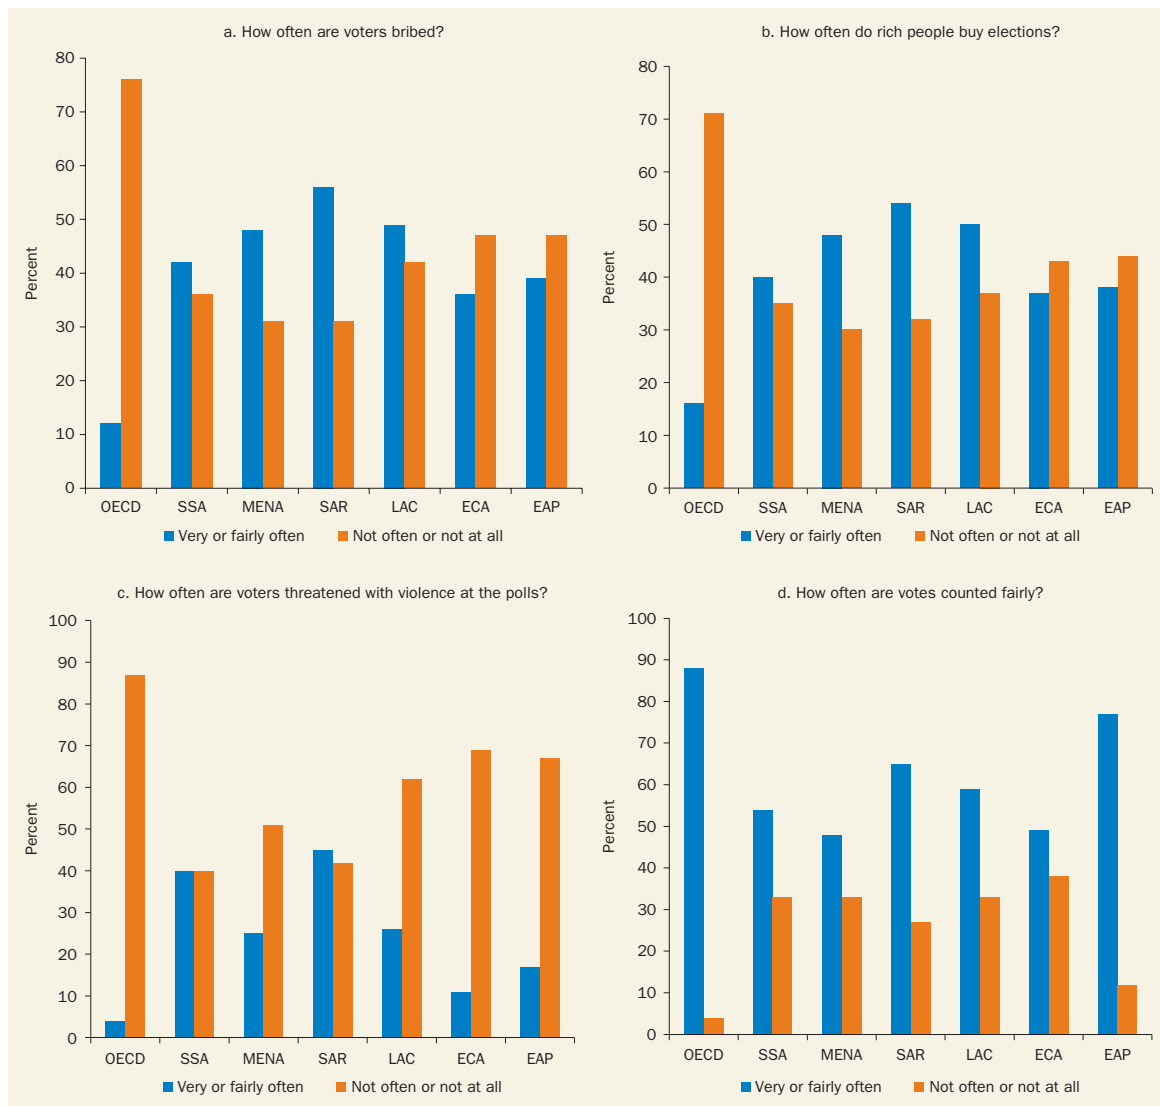 a. How often are voters bribed?
80
70
60
50
40
30
20
10
0
Percent
OECD SSA MENA SAR LAC ECA EAP
Very or fairly often Not often or not at all
b. How often do rich people buy elections?
80
70
60
50
40
30
20
10
0
Percent
OECD SSA MENA SAR LAC ECA EAP
Very or fairly often Not often or not at all
c. How often are voters threatened with violence at the polls?
100
90
80
70
60
50
40
30
20
10
0
Percent
OECD SSA MENA SAR LAC ECA EAP
Very or fairly often Not often or not at all
d. How often are votes counted fairly?
100
90
80
70
60
50
40
30
20
10
0
Percent
OECD SSA MENA SAR LAC ECA EAP
Very or fairly often Not often or not at all